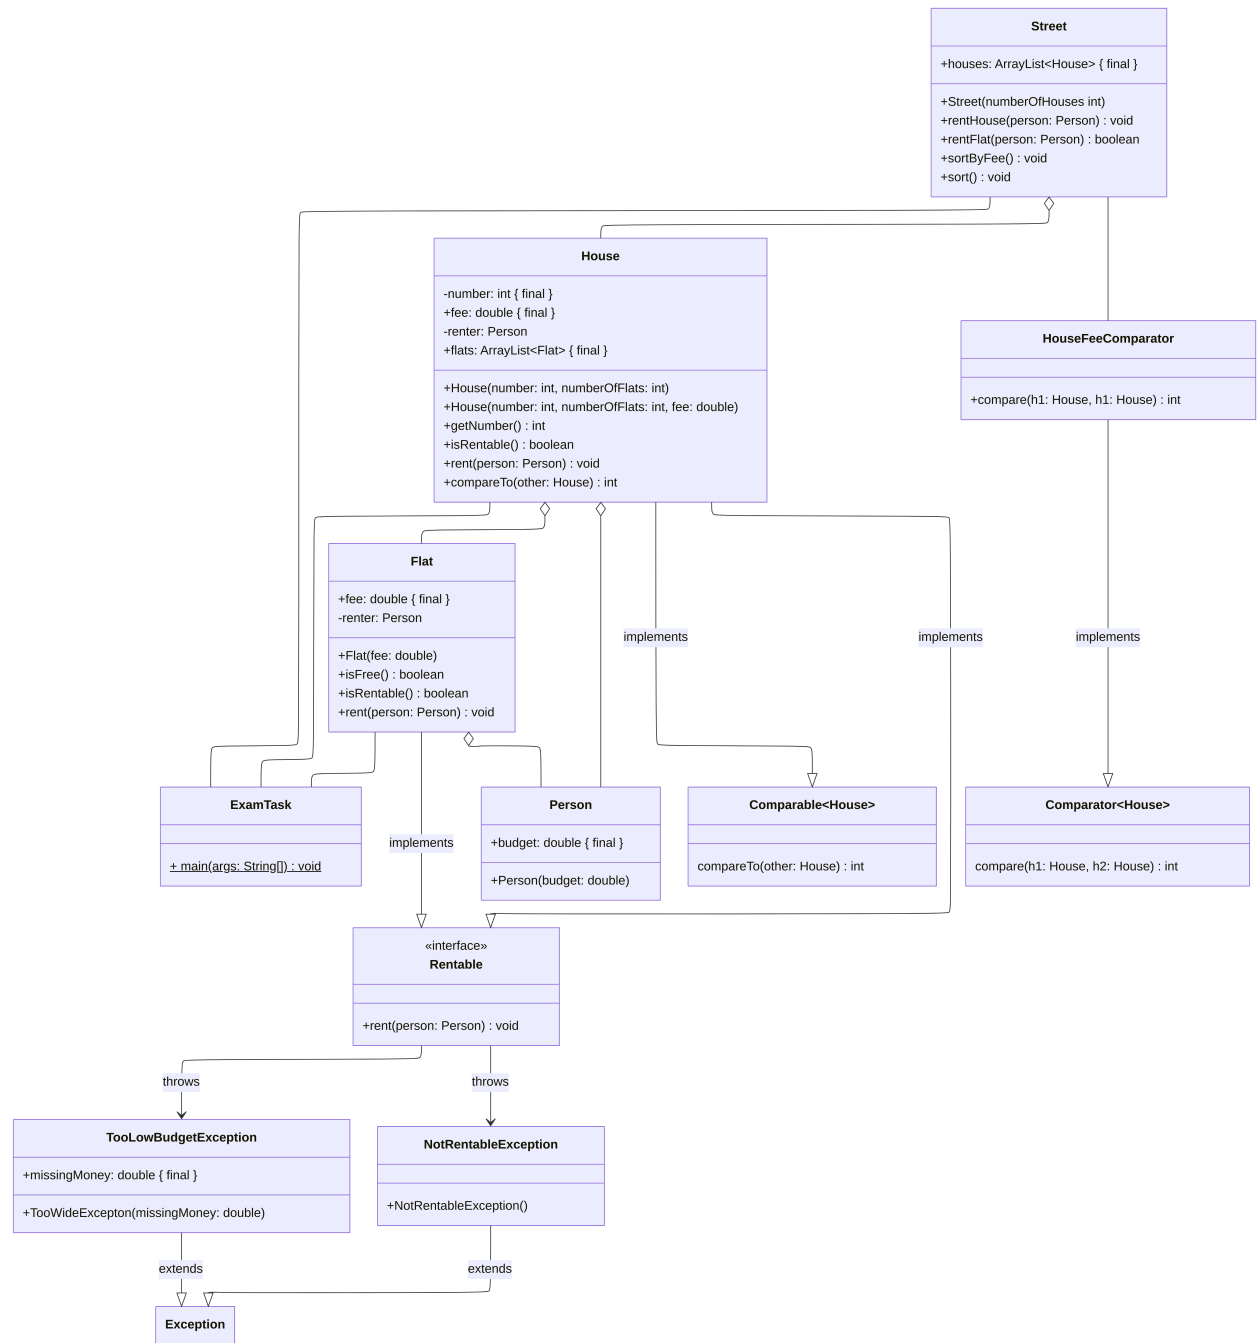 Street
+houses: ArrayList<House> { final }
+Street(numberOfHouses int)
+rentHouse(person: Person) : void
+rentFlat(person: Person) : boolean
+sortByFee() : void
+sort() : void
House
-number: int { final }
+fee: double { final }
-renter: Person
+flats: ArrayList<Flat> { final }
+House(number: int, numberOfFlats: int)
+House(number: int, numberOfFlats: int, fee: double)
+getNumber() : int
+isRentable() : boolean
+rent(person: Person) : void
+compareTo(other: House) : int
HouseFeeComparator
+compare(h1: House, h1: House) : int
Flat
+fee: double { final }
-renter: Person
+Flat(fee: double)
+isFree() : boolean
+isRentable() : boolean
+rent(person: Person) : void
implements
implements
implements
ExamTask
+ main(args: String[]) : void
implements
Person
+budget: double { final }
+Person(budget: double)
Comparable<House>
compareTo(other: House) : int
Comparator<House>
compare(h1: House, h2: House) : int
«interface»
Rentable
+rent(person: Person) : void
throws
throws
TooLowBudgetException
+missingMoney: double { final }
+TooWideExcepton(missingMoney: double)
NotRentableException
+NotRentableException()
extends
extends
Exception